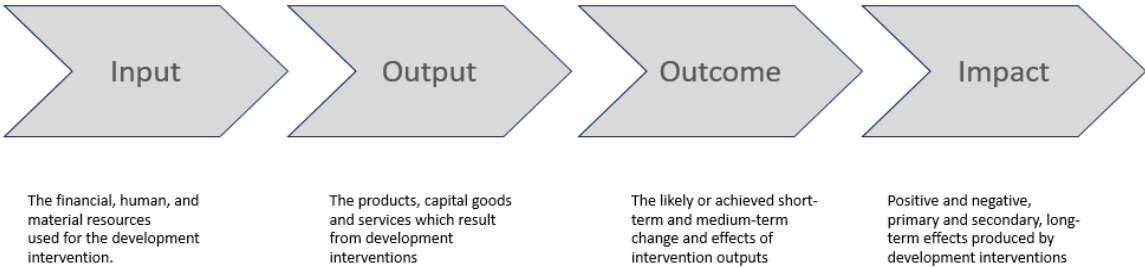 Input
Output
Outcome
Impact
The financial, human, and
material resources
used for the development
intervention.
The products, capital goods
and services which result
from development
interventions
The likely or achieved short-
term and medium-term
change and effects of
intervention outputs
Positive and negative,
primary and secondary, long-
term effects produced by
development interventions